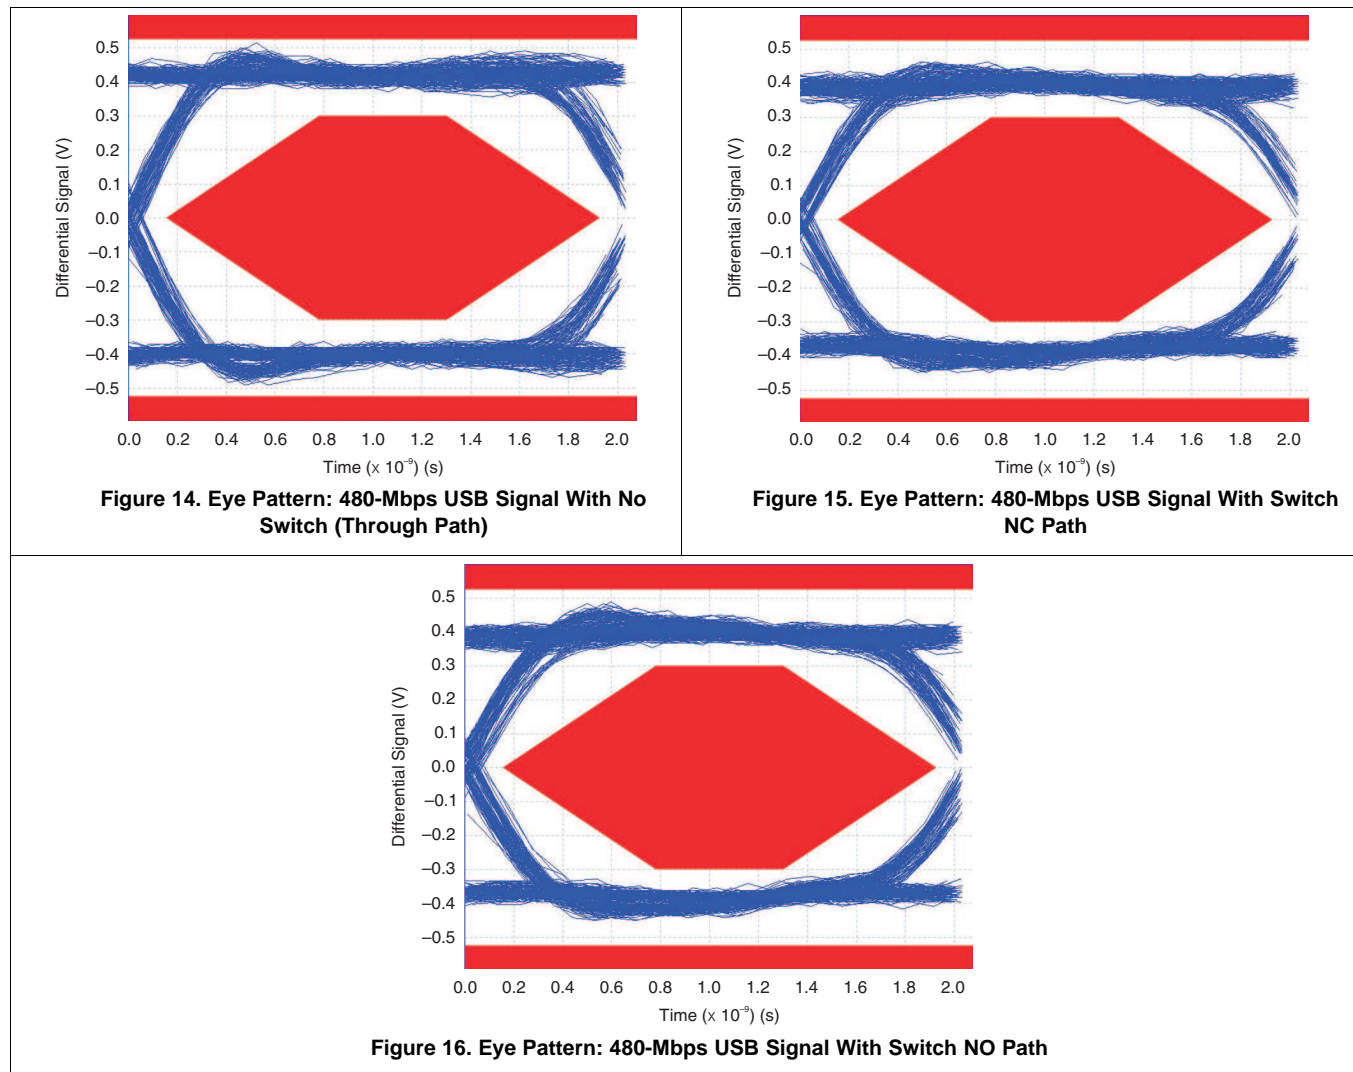 0.5
0.4
0.3
0.2
0.1
0.0
–0.1
–0.2
–0.3
–0.4
–0.5
Differential Signal (V)
0.0 0.2 0.4 0.6 0.8 1.0 1.2 1.4 1.6 1.8 2.0
Time (× 10⁻⁹) (s)
Figure 14. Eye Pattern: 480-Mbps USB Signal With No
Switch (Through Path)
0.5
0.4
0.3
0.2
0.1
0.0
–0.1
–0.2
–0.3
–0.4
–0.5
Differential Signal (V)
0.0 0.2 0.4 0.6 0.8 1.0 1.2 1.4 1.6 1.8 2.0
Time (× 10⁻⁹) (s)
Figure 15. Eye Pattern: 480-Mbps USB Signal With Switch
NC Path
0.5
0.4
0.3
0.2
0.1
0.0
–0.1
–0.2
–0.3
–0.4
–0.5
Differential Signal (V)
0.0 0.2 0.4 0.6 0.8 1.0 1.2 1.4 1.6 1.8 2.0
Time (× 10⁻⁹) (s)
Figure 16. Eye Pattern: 480-Mbps USB Signal With Switch NO Path